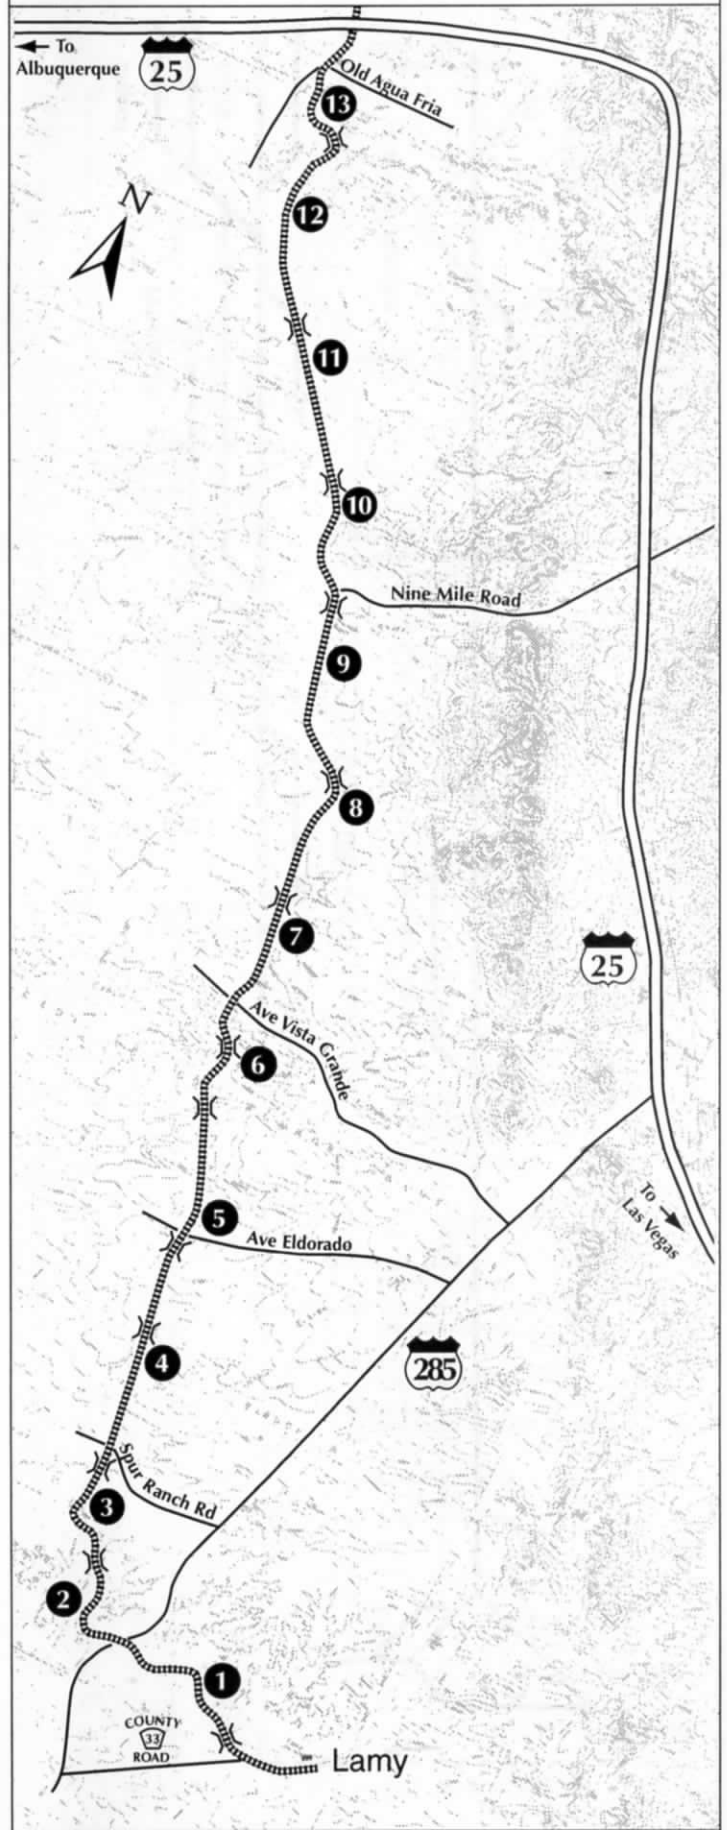 To
Albuquerque
25
Old Agua Fria
13
N
12
11
10
Nine Mile Road
9
8
7
25
Ave Vista Grande
6
To
Las Vegas
5
Ave Eldorado
4
285
Spur Ranch Rd
3
2
1
COUNTY
33
ROAD
Lamy